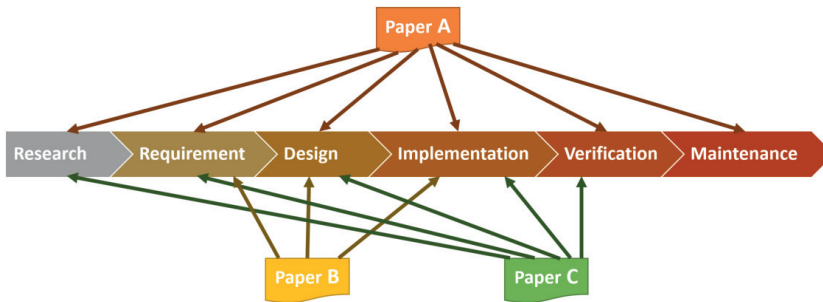 Paper A
Research Requirement Design Implementation Verification Maintenance
Paper B Paper C